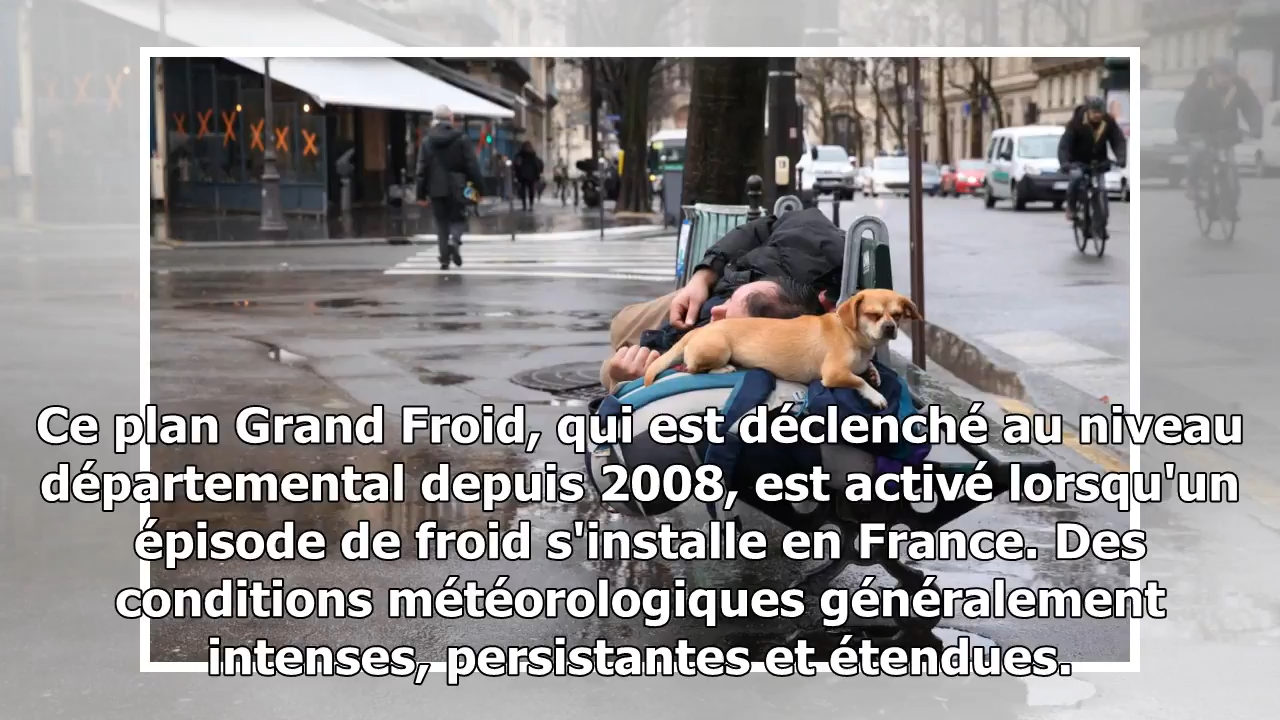 Ce plan Grand Froid, qui est déclenché au niveau
départemental depuis 2008, est activé lorsqu'un
épisode de froid s'installe en France. Des
conditions météorologiques généralement
intenses, persistantes et étendues.